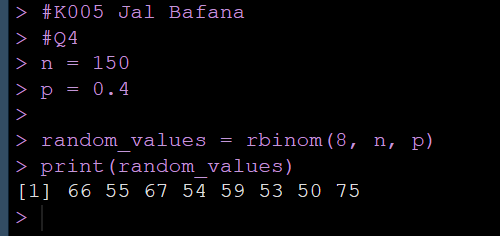 > #K005 Jal Bafana
> #Q4
> n = 150
> p = 0.4
>
> random_values = rbinom(8, n, p)
> print(random_values)
[1] 66 55 67 54 59 53 50 75
>